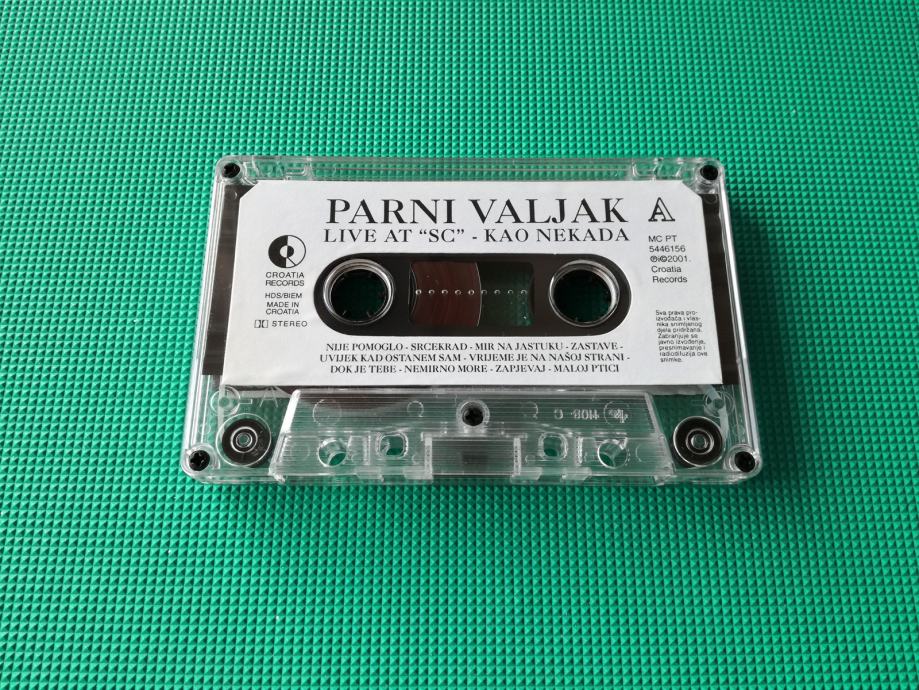 PARNI VALJAK
LIVE AT “SC” - KAO NEKADA
A
CROATIA
RECORDS
HDS/BIEM
MADE IN
CROATIA
STEREO
MC PT
5446156
℗i©2001.
Croatia
Records
Sva prava pro-
izvođača i vlas-
nika snimljenog
djela pridržana.
Zabranjuje se
javno izvođenje,
presnimavanje i
radiodifuzija ove
snimke.
NIJE POMOGLO - SRCEKRAD - MIR NA JASTUKU - ZASTAVE -
UVIJEK KAD OSTANEM SAM - VRIJEME JE NA NAŠOJ STRANI -
DOK JE TEBE - NEMIRNO MORE - ZAPJEVAJ - MALOJ PTICI